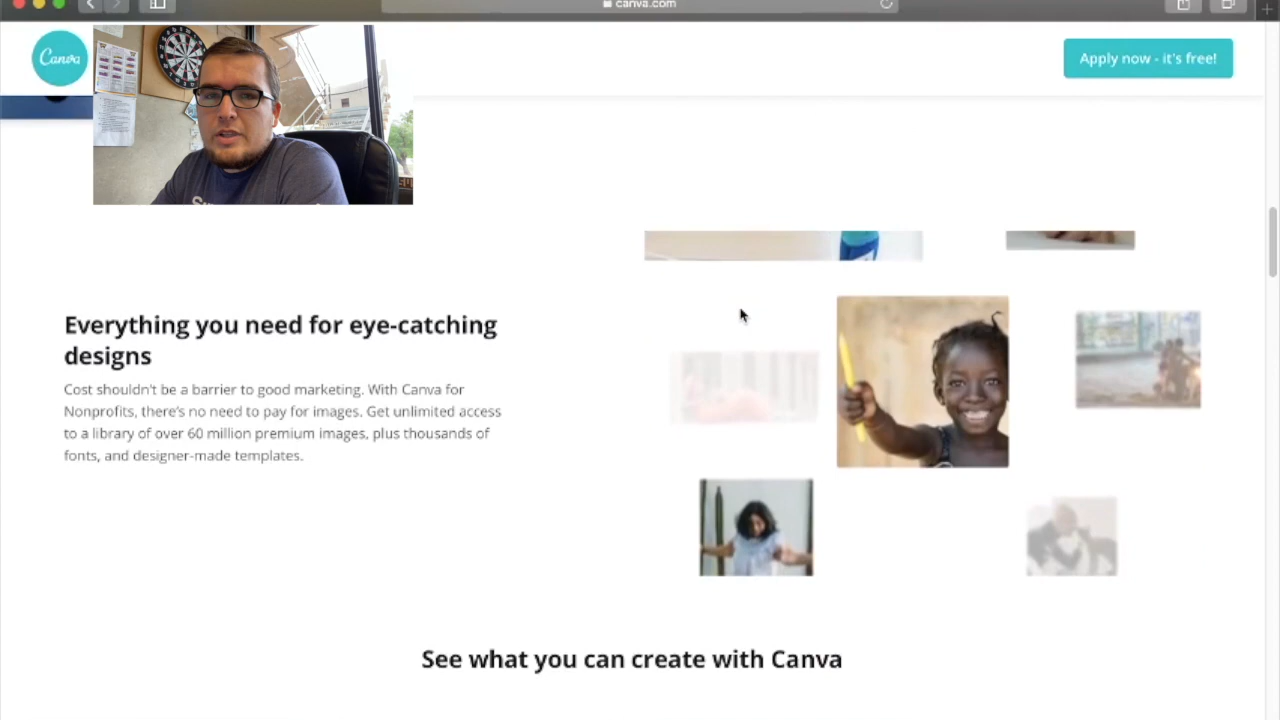 canva.com
Canva
Apply now - it's free!
Everything you need for eye-catching
designs
Cost shouldn't be a barrier to good marketing. With Canva for
Nonprofits, there's no need to pay for images. Get unlimited access
to a library of over 60 million premium images, plus thousands of
fonts, and designer-made templates.
See what you can create with Canva